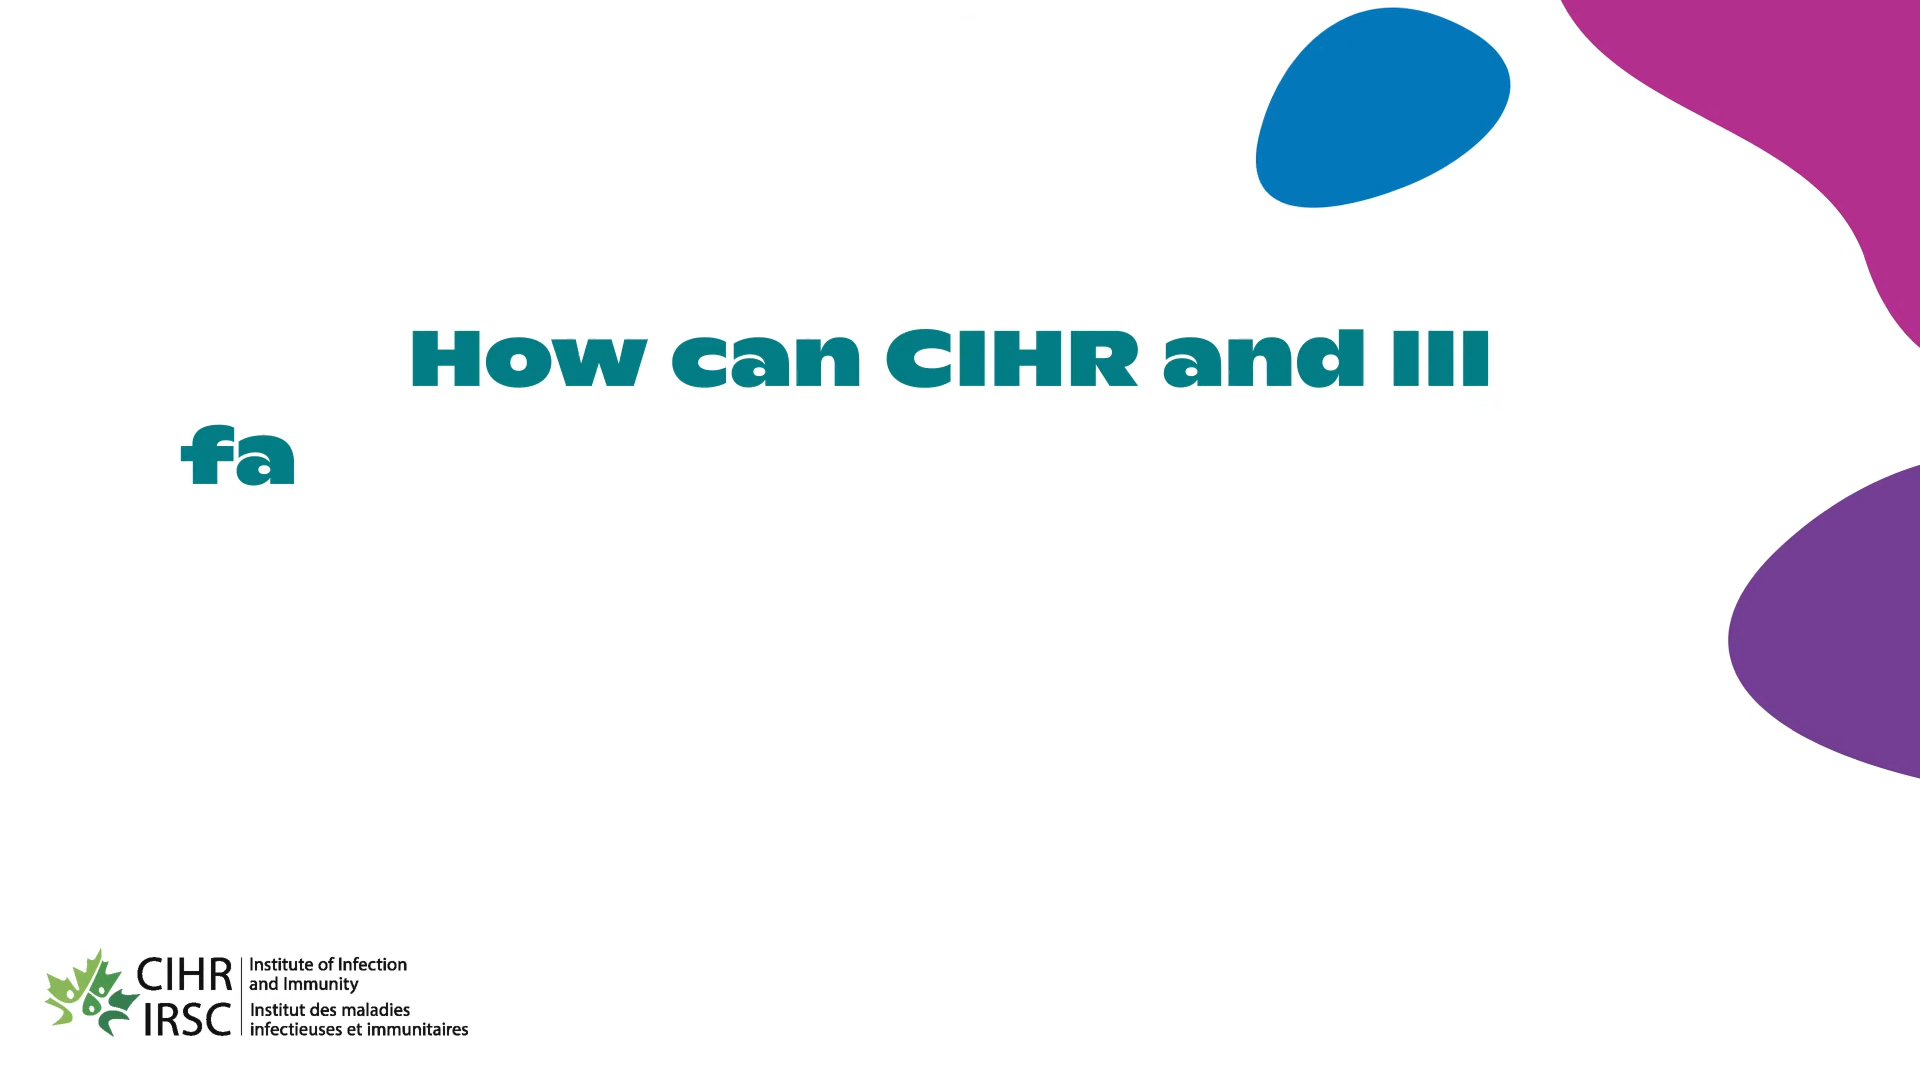 How can CIHR and III
fa
CIHR
IRSC
Institute of Infection
and Immunity
Institut des maladies
infectieuses et immunitaires